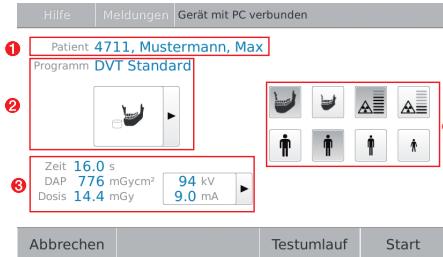 Hilfe Meldungen Gerät mit PC verbunden
1 Patient 4711, Mustermann, Max
Programm DVT Standard
2
3 Zeit 16.0 s
DAP 776 mGycm² 94 kV
Dosis 14.4 mGy 9.0 mA
Abbrechen Testumlauf Start